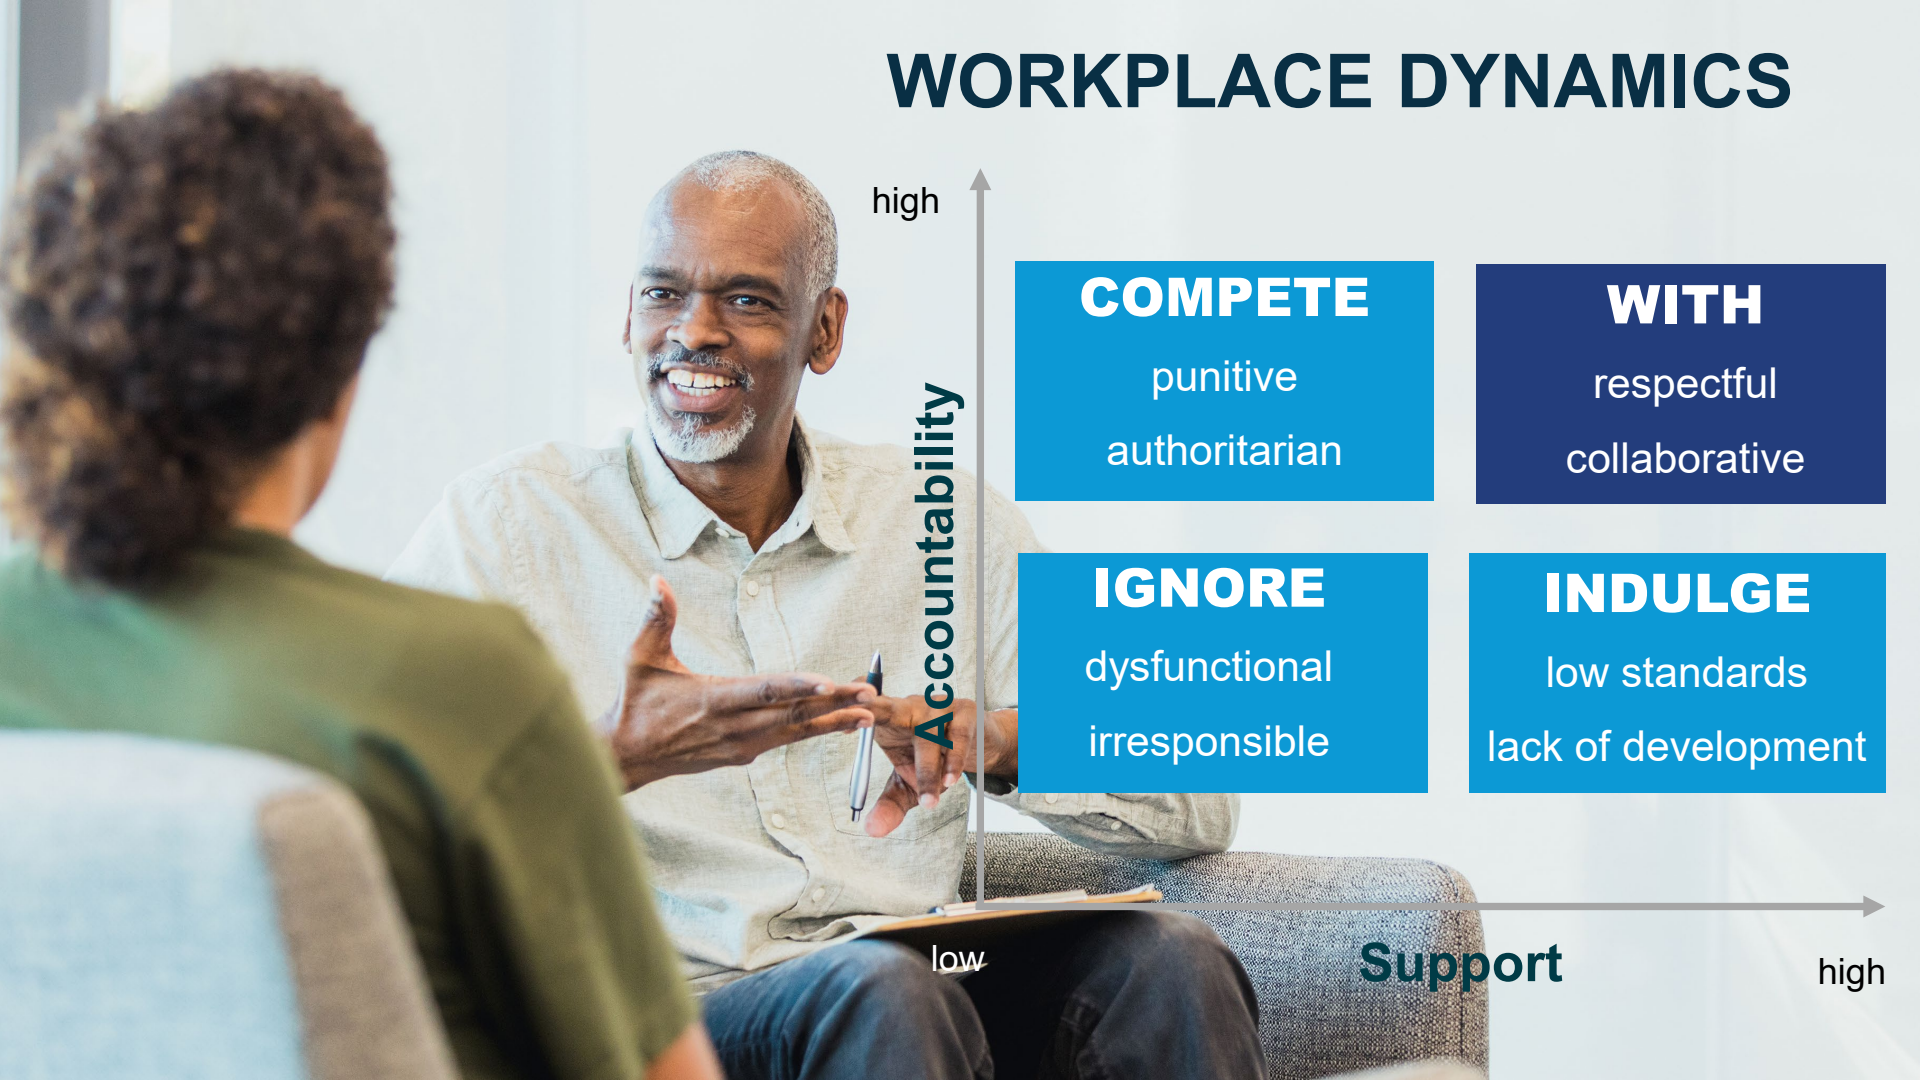 WORKPLACE DYNAMICS
high
COMPETE
punitive
authoritarian
WITH
respectful
collaborative
Accountability
IGNORE
dysfunctional
irresponsible
INDULGE
low standards
lack of development
low
Support
high